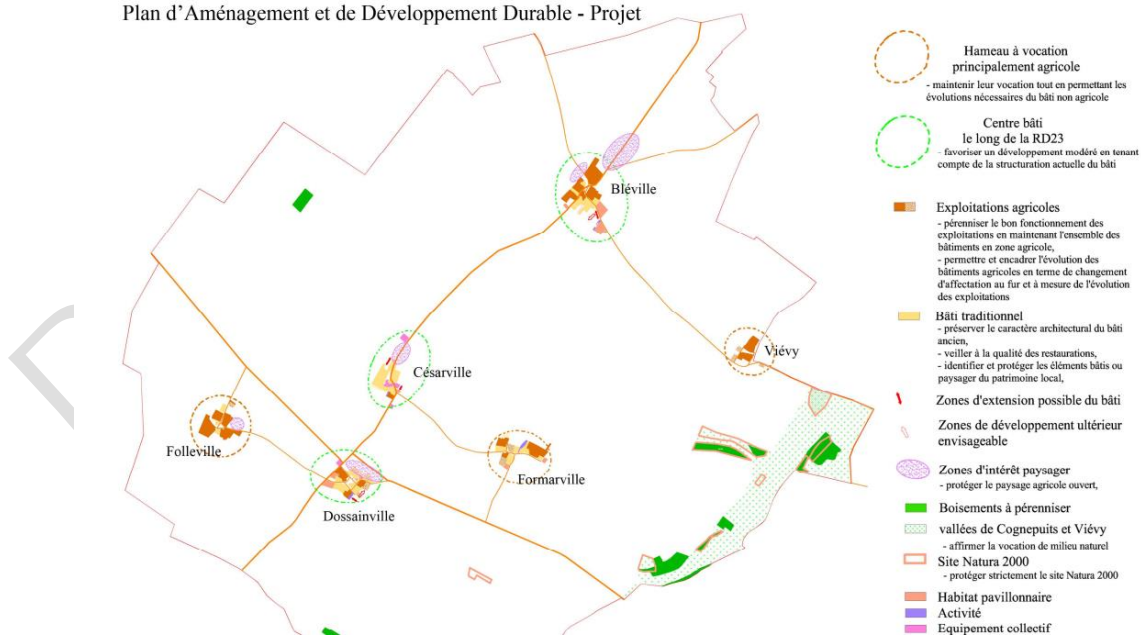 Plan d'Aménagement et de Développement Durable - Projet
Hameau à vocation
principalement agricole
- maintenir leur vocation tout en permettant les
évolutions nécessaires du bâti non agricole
Centre bâti
le long de la RD23
- favoriser un développement modéré en tenant
compte de la structuration actuelle du bâti
Bléville
Exploitations agricoles
- pérenniser le bon fonctionnement des
exploitations en maintenant l'ensemble des
bâtiments en zone agricole,
- permettre et encadrer l'évolution des
bâtiments agricoles en terme de changement
d'affectation au fur et à mesure de l'évolution
des exploitations
Bâti traditionnel
- préserver le caractère architectural du bâti
ancien,
- veiller à la qualité des restaurations,
- identifier et protéger les éléments bâtis ou
paysager du patrimoine local,
Viévy
Césarville
Zones d'extension possible du bâti
Zones de développement ultérieur
envisageable
Folleville
Formarville
Zones d'intérêt paysager
- protéger le paysage agricole ouvert,
Dossainville
Boisements à pérenniser
vallées de Cognepuits et Viévy
- affirmer la vocation de milieu naturel
Site Natura 2000
- protéger strictement le site Natura 2000
Habitat pavillonnaire
Activité
Equipement collectif